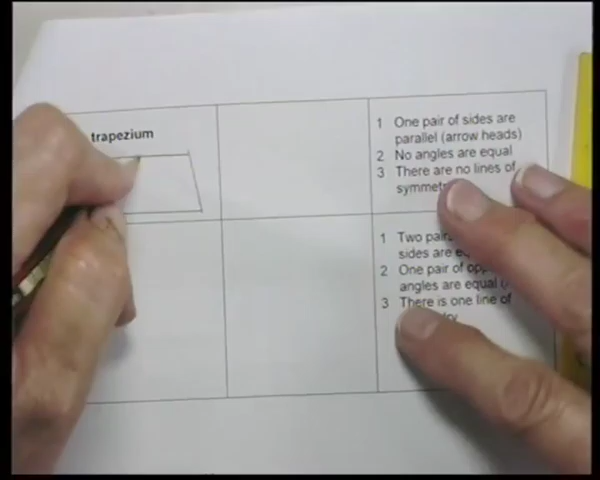 trapezium
1 One pair of sides are
parallel (arrow heads)
2 No angles are equal
3 There are no lines of
1 Two
sides are
2 One pair of
angles are equal
3 There is one line of